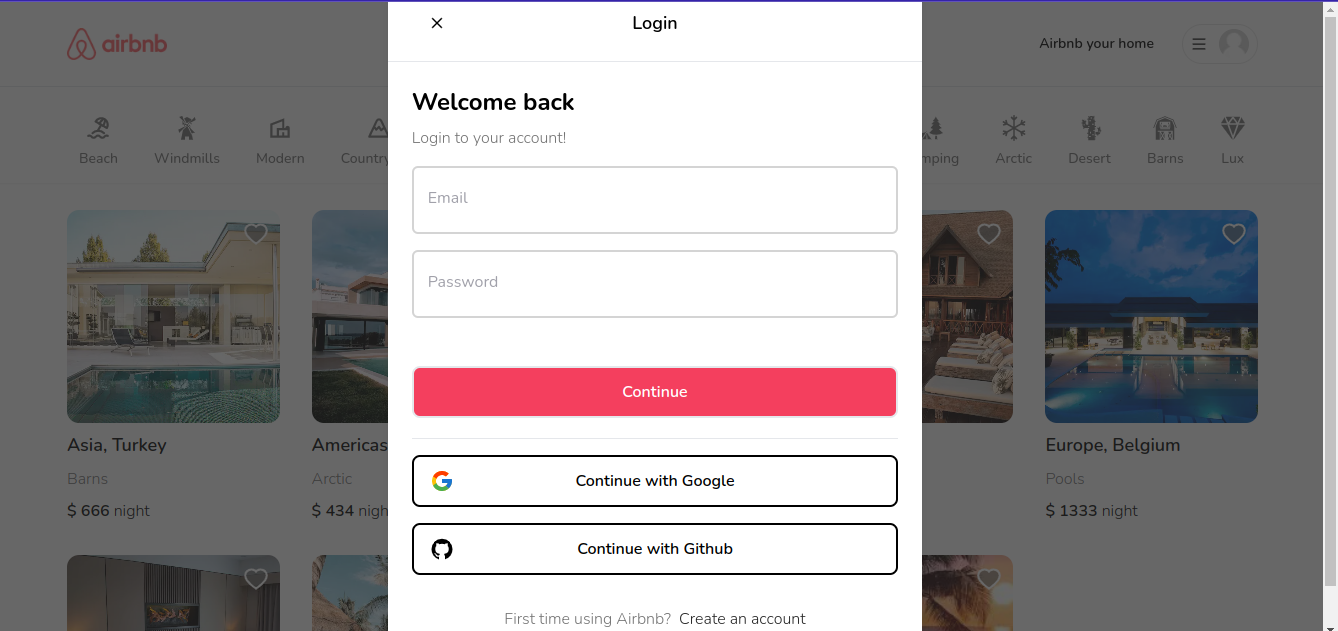 Login
airbnb
Airbnb your home
Welcome back
Login to your account!
Beach
Windmills
Modern
Country
mping
Arctic
Desert
Barns
Lux
Email
Password
Continue
Continue with Google
Continue with Github
First time using Airbnb? Create an account
Asia, Turkey
Barns
$ 666 night
Americas
Arctic
$ 434 nigh
Europe, Belgium
Pools
$ 1333 night